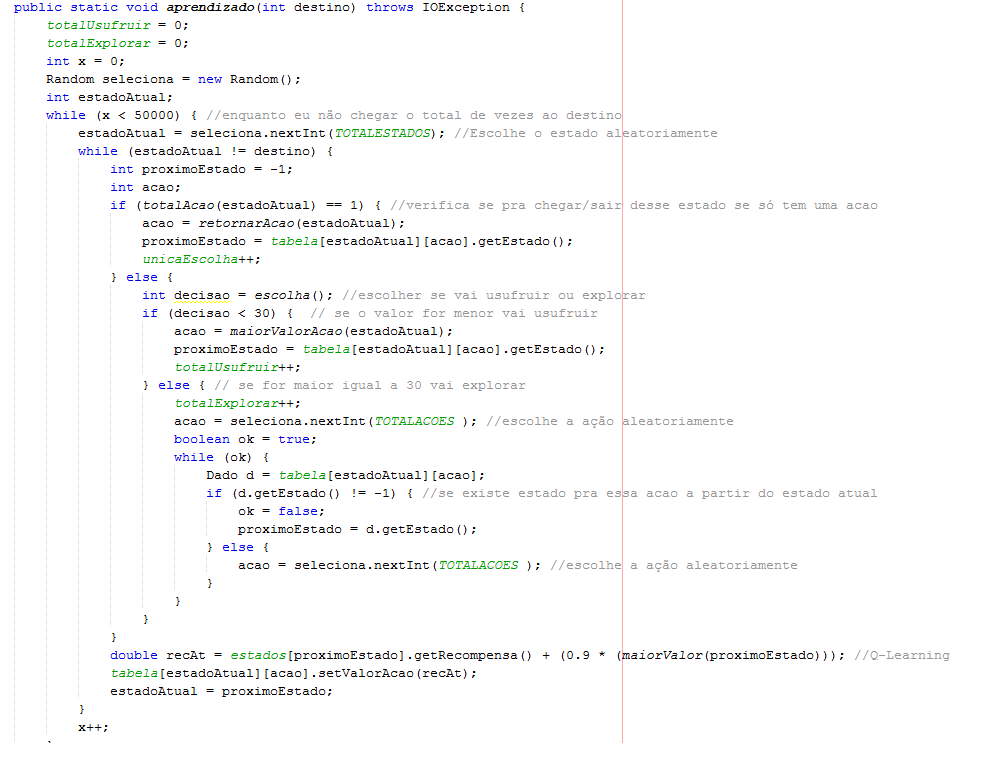 public static void aprendizado(int destino) throws IOException {
totalUsufruir = 0;
totalExplorar = 0;
int x = 0;
Random seleciona = new Random();
int estadoAtual;
while (x < 50000) { //enquanto eu não chegar o total de vezes ao destino
estadoAtual = seleciona.nextInt(TOTALESTADOS); //Escolhe o estado aleatoriamente
while (estadoAtual != destino) {
int proximoEstado = -1;
int acao;
if (totalAcao(estadoAtual) == 1) { //verifica se pra chegar/sair desse estado se só tem uma acao
acao = retornarAcao(estadoAtual);
proximoEstado = tabela[estadoAtual][acao].getEstado();
unicaEscolha++;
} else {
int decisao = escolha(); //escolher se vai usufruir ou explorar
if (decisao < 30) {  // se o valor for menor vai usufruir
acao = maiorValorAcao(estadoAtual);
proximoEstado = tabela[estadoAtual][acao].getEstado();
totalUsufruir++;
} else { // se for maior igual a 30 vai explorar
totalExplorar++;
acao = seleciona.nextInt(TOTALACOES ); //escolhe a ação aleatoriamente
boolean ok = true;
while (ok) {
Dado d = tabela[estadoAtual][acao];
if (d.getEstado() != -1) { //se existe estado pra essa acao a partir do estado atual
ok = false;
proximoEstado = d.getEstado();
} else {
acao = seleciona.nextInt(TOTALACOES ); //escolhe a ação aleatoriamente
}
}
}
}
double recAt = estados[proximoEstado].getRecompensa() + (0.9 * (maiorValor(proximoEstado))); //Q-Learning
tabela[estadoAtual][acao].setValorAcao(recAt);
estadoAtual = proximoEstado;
}
x++;